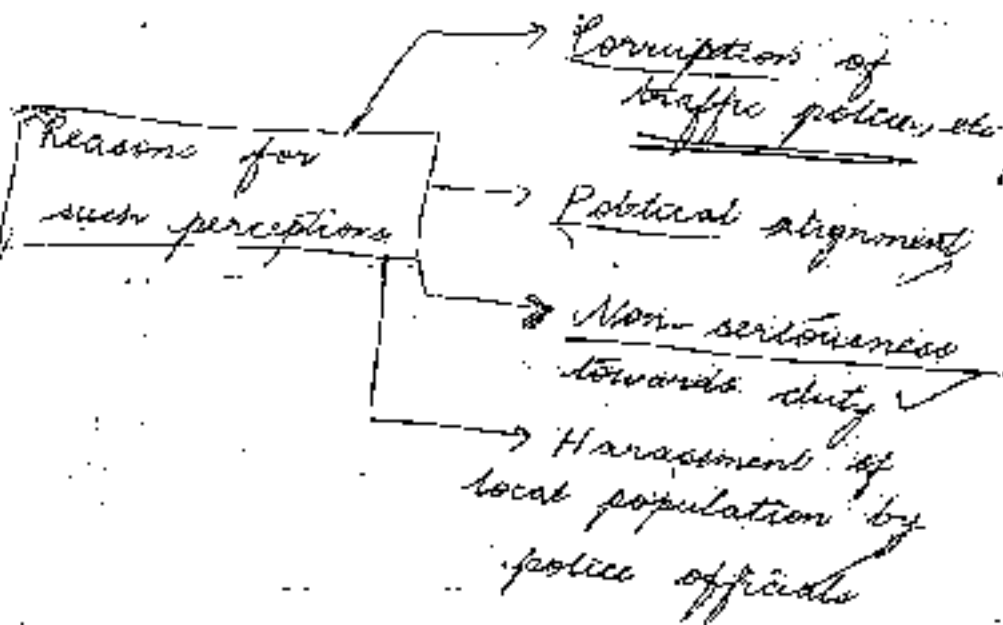 Reasons for
such perceptions
Corruption of
traffic police, etc
Political alignment
Non-seriousness
towards duty
Harassment of
local population by
police officials